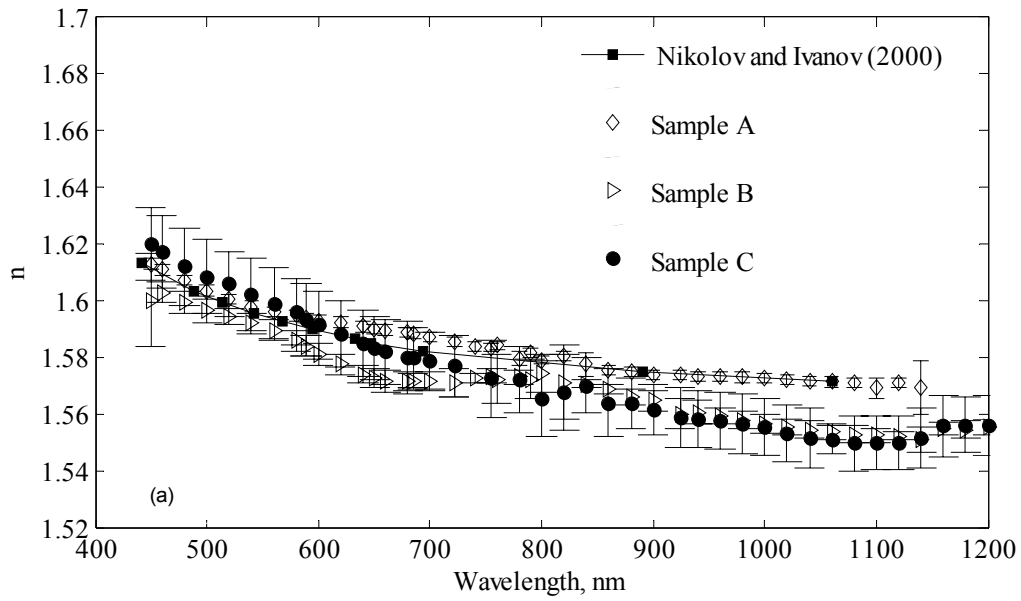 1.7
1.68
1.66
1.64
1.62
1.6
1.58
1.56
1.54
1.52
n
Nikolov and Ivanov (2000)
Sample A
Sample B
Sample C
(a)
400 500 600 700 800 900 1000 1100 1200
Wavelength, nm